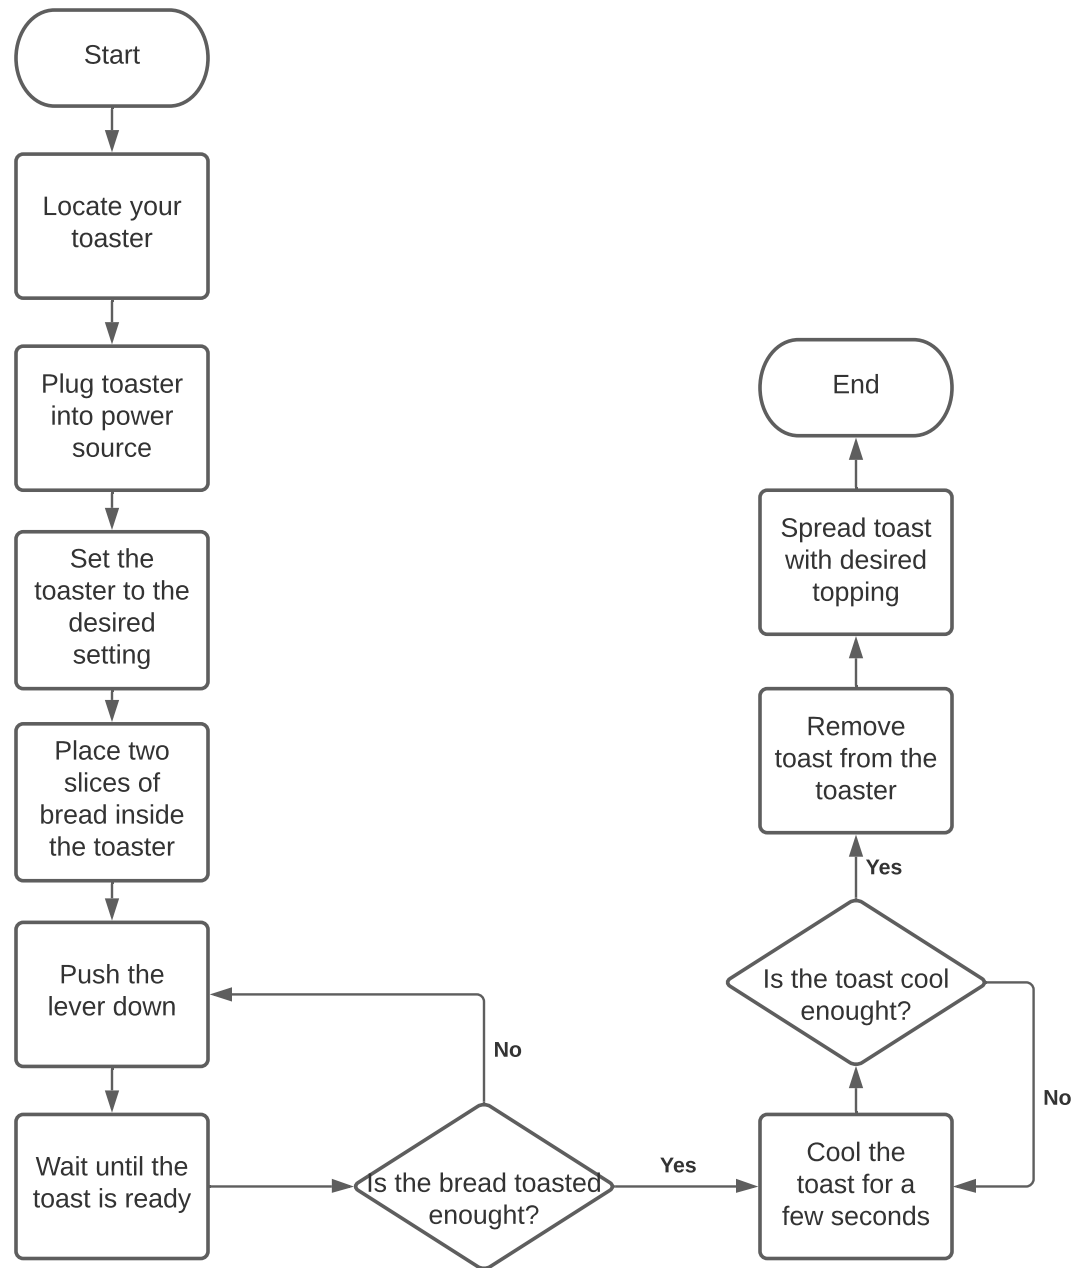 Start
Locate your
toaster
Plug toaster
into power
source
Set the
toaster to the
desired
setting
Place two
slices of
bread inside
the toaster
Push the
lever down
Wait until the
toast is ready
No
Is the bread toasted
enought?
Yes
Cool the
toast for a
few seconds
No
Is the toast cool
enought?
Yes
Remove
toast from the
toaster
Spread toast
with desired
topping
End